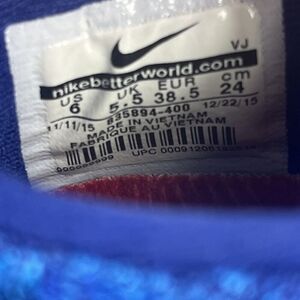 VJ
nikebetterworld.com
US UK EUR cm
6 5.5 38.5 24
11/11/15 835894-400 12/22/15
MADE IN VIETNAM
FABRIQUE AU VIETNAM
UPC